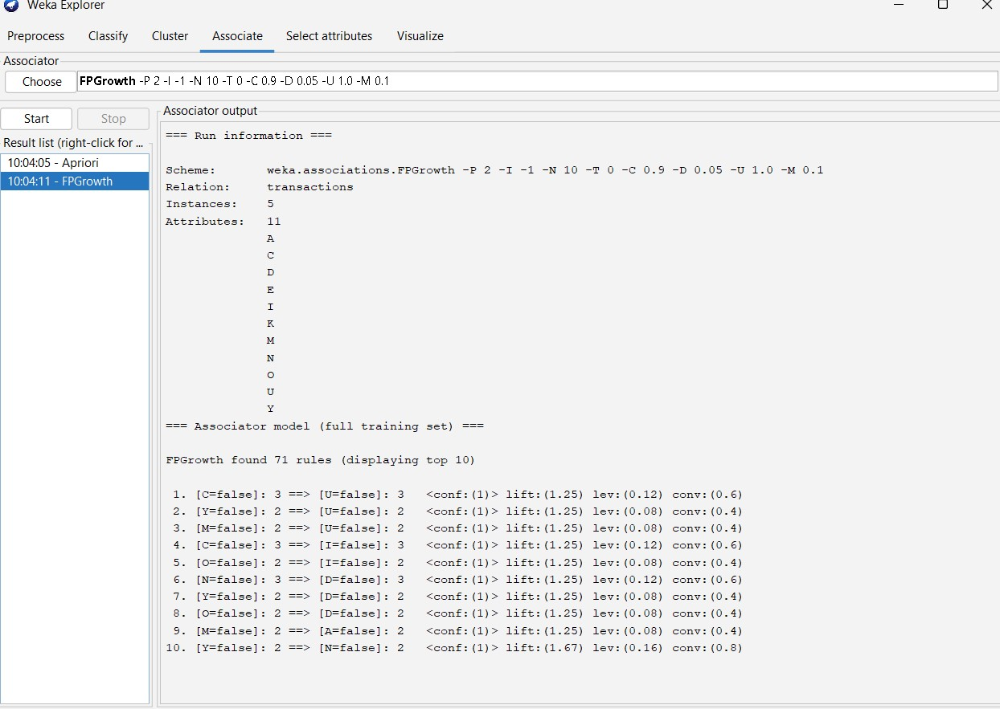 Weka Explorer
Preprocess Classify Cluster Associate Select attributes Visualize
Associator
Choose FPGrowth -P 2 -I -1 -N 10 -T 0 -C 0.9 -D 0.05 -U 1.0 -M 0.1
Start Stop
Result list (right-click for ...
10:04:05 - Apriori
10:04:11 - FPGrowth
Associator output
=== Run information ===
Scheme: weka.associations.FPGrowth -P 2 -I -1 -N 10 -T 0 -C 0.9 -D 0.05 -U 1.0 -M 0.1
Relation: transactions
Instances: 5
Attributes: 11
A
C
D
E
I
K
M
N
O
U
Y
=== Associator model (full training set) ===
FPGrowth found 71 rules (displaying top 10)
1. [C=false]: 3 ==> [U=false]: 3 <conf:(1)> lift:(1.25) lev:(0.12) conv:(0.6)
2. [Y=false]: 2 ==> [U=false]: 2 <conf:(1)> lift:(1.25) lev:(0.08) conv:(0.4)
3. [M=false]: 2 ==> [U=false]: 2 <conf:(1)> lift:(1.25) lev:(0.08) conv:(0.4)
4. [C=false]: 3 ==> [I=false]: 3 <conf:(1)> lift:(1.25) lev:(0.12) conv:(0.6)
5. [O=false]: 2 ==> [I=false]: 2 <conf:(1)> lift:(1.25) lev:(0.08) conv:(0.4)
6. [N=false]: 3 ==> [D=false]: 3 <conf:(1)> lift:(1.25) lev:(0.12) conv:(0.6)
7. [Y=false]: 2 ==> [D=false]: 2 <conf:(1)> lift:(1.25) lev:(0.08) conv:(0.4)
8. [O=false]: 2 ==> [D=false]: 2 <conf:(1)> lift:(1.25) lev:(0.08) conv:(0.4)
9. [M=false]: 2 ==> [A=false]: 2 <conf:(1)> lift:(1.25) lev:(0.08) conv:(0.4)
10. [Y=false]: 2 ==> [N=false]: 2 <conf:(1)> lift:(1.67) lev:(0.16) conv:(0.8)